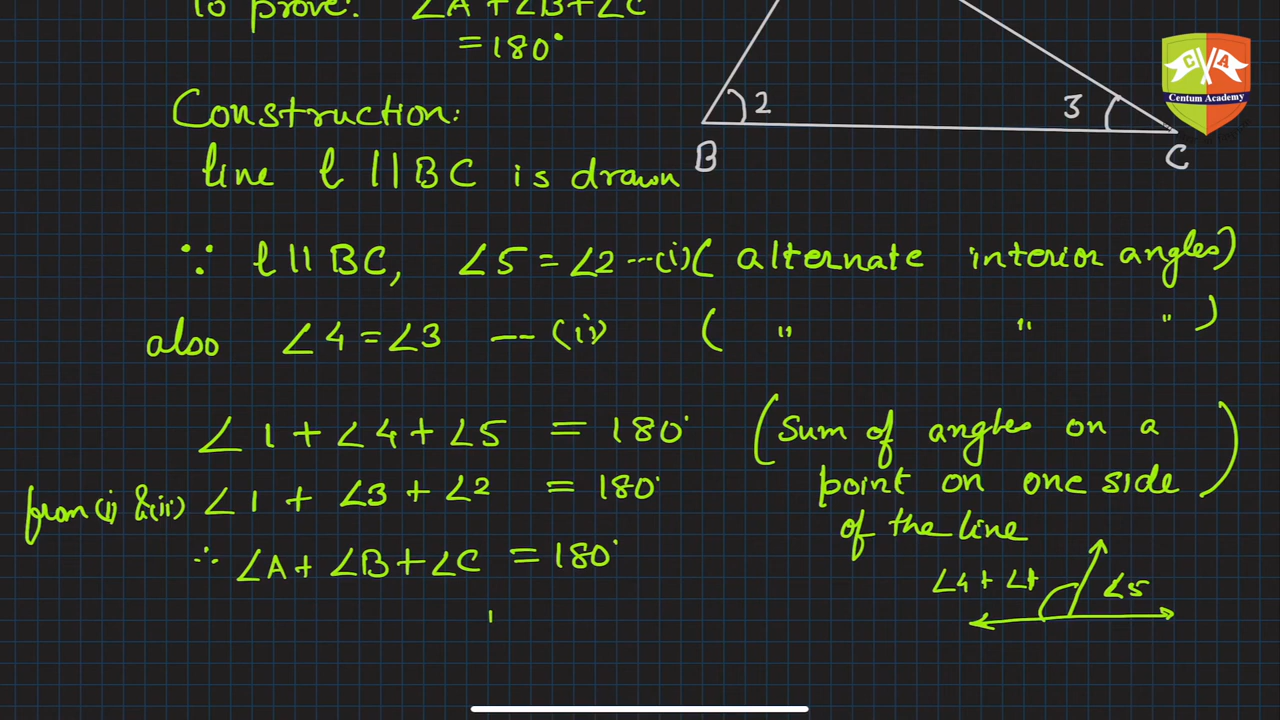 To prove: ∠A+∠B+∠C
=180°
Construction:
line l || BC is drawn
2
3
B
C
C A
Centum Academy
∵ l || BC, ∠5 = ∠2 ---(i) ( alternate interior angles)
also ∠4 = ∠3 --- (ii) ( " " " )
∠1 + ∠4 + ∠5 = 180° (Sum of angles on a
point on one side
of the line )
from (i) & (ii) ∠1 + ∠3 + ∠2 = 180°
∴ ∠A + ∠B + ∠C = 180°
∠4 + ∠1
∠5